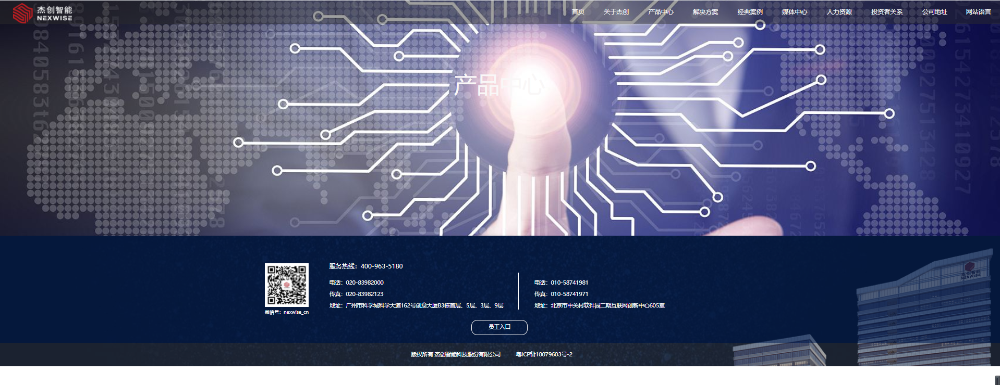 杰创智能
NEXWISE
首页
关于杰创
产品中心
解决方案
经典案例
媒体中心
人力资源
投资者关系
公司地址
网站语言
产品中心
服务热线：400-963-5180
电话：020-83982000
传真：020-83982123
地址：广州市科学城科学大道162号创意大厦B3栋首层、5层、3层、9层
微信号：nexwise_cn
电话：010-58741981
传真：010-58741971
地址：北京市中关村软件园二期互联网创新中心605室
员工入口
杰创智能
NEXWISE
版权所有 杰创智能科技股份有限公司
粤ICP备10079603号-2